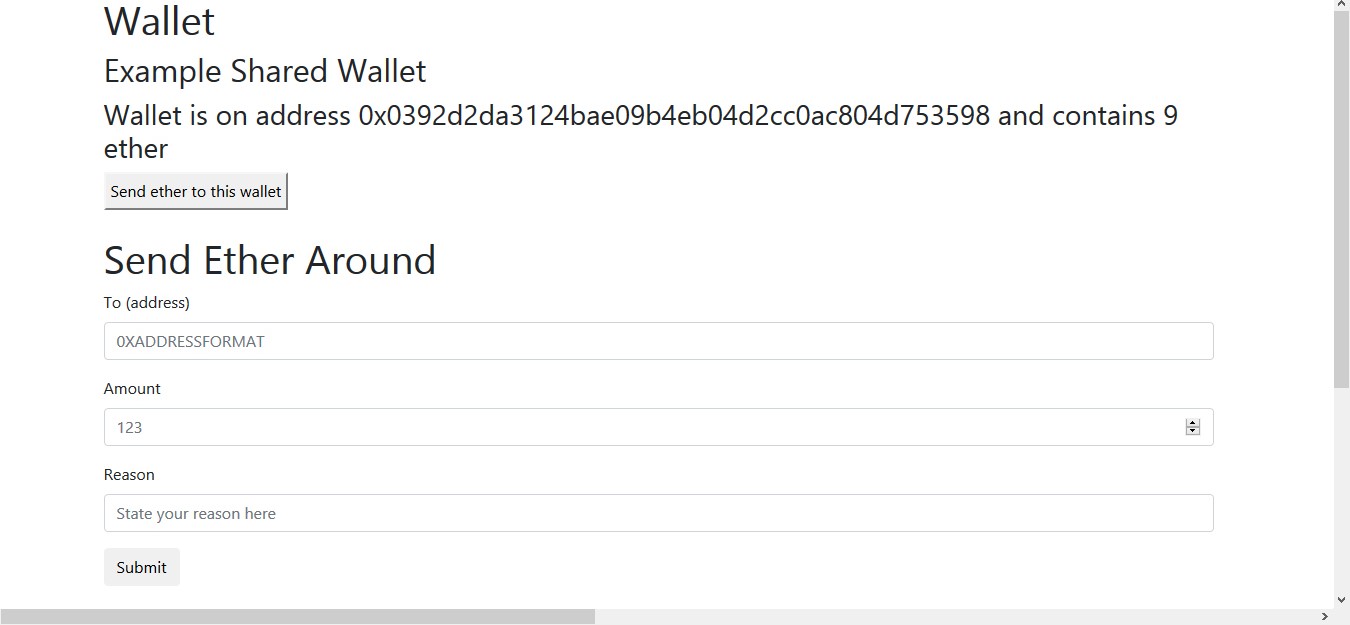 Wallet
Example Shared Wallet
Wallet is on address 0x0392d2da3124bae09b4eb04d2cc0ac804d753598 and contains 9
ether
Send ether to this wallet
Send Ether Around
To (address)
0XADDRESSFORMAT
Amount
123
Reason
State your reason here
Submit